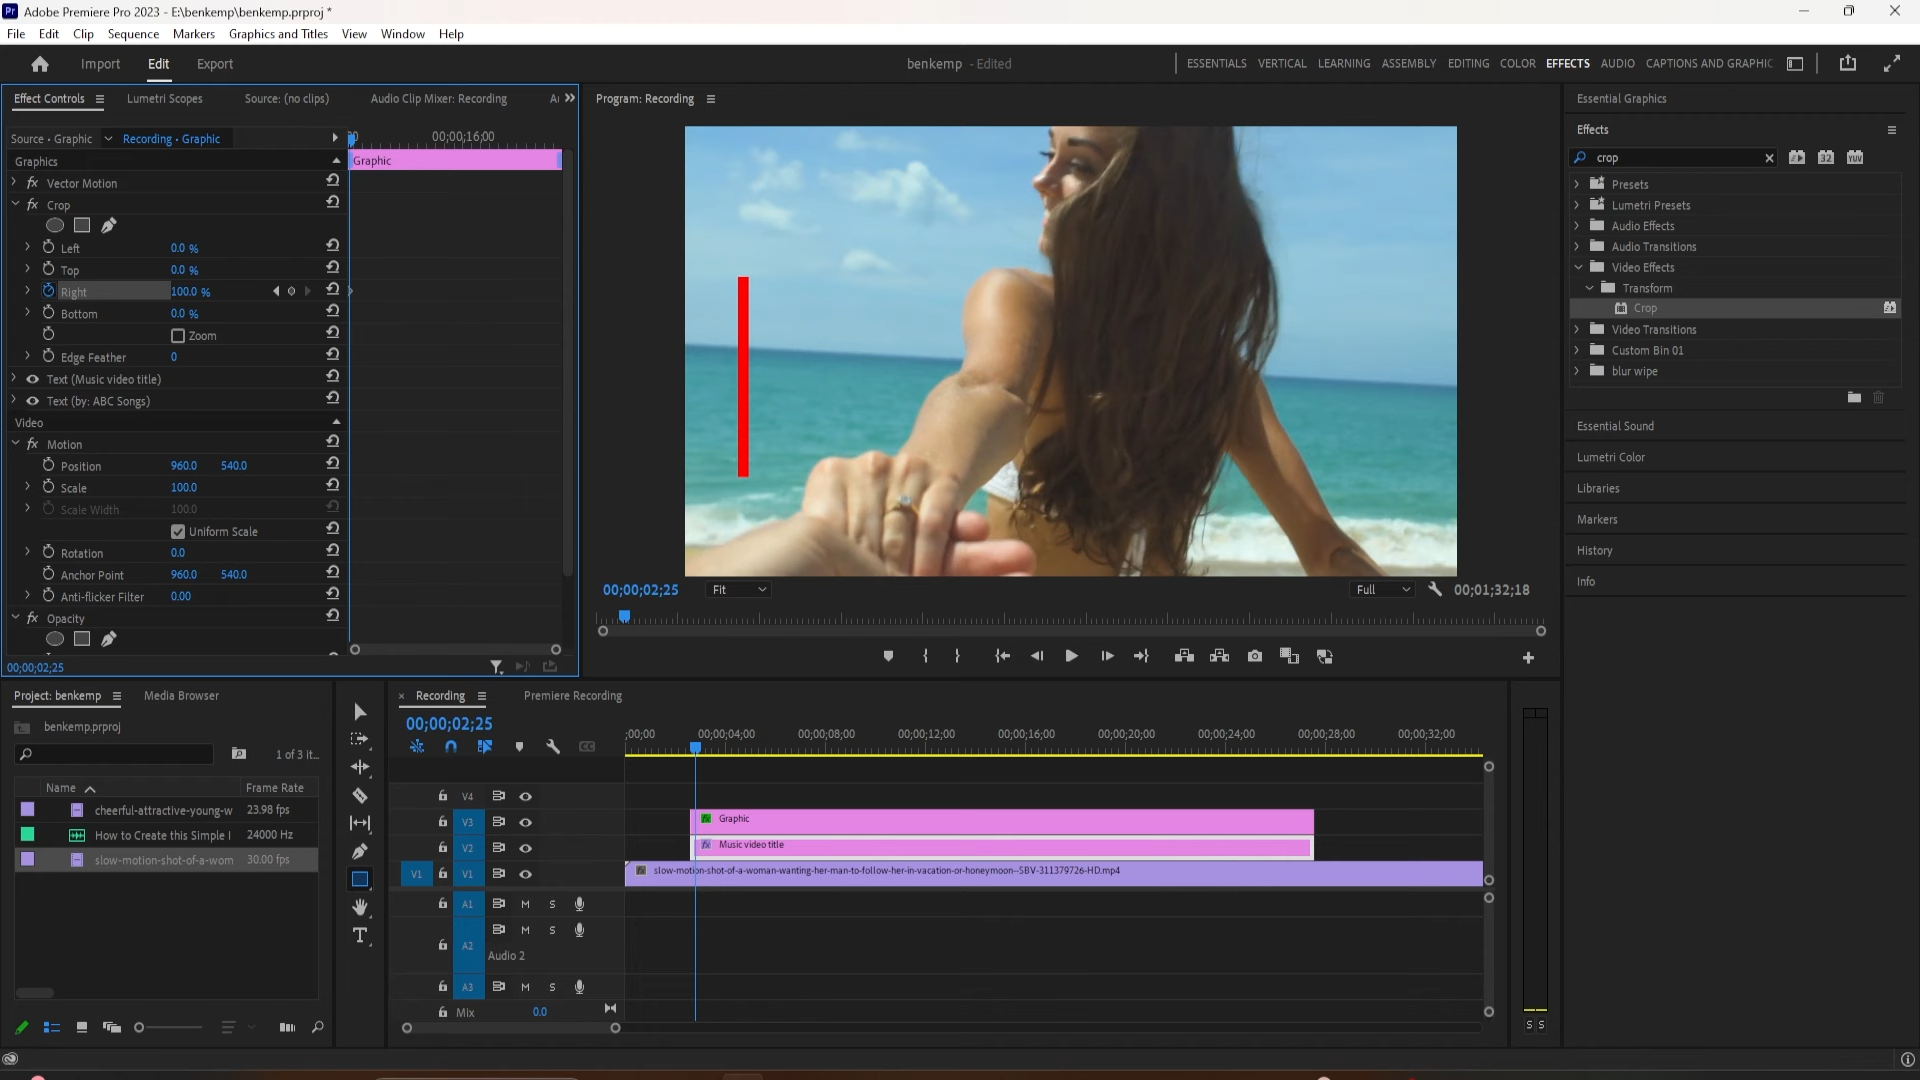 Pr Adobe Premiere Pro 2023 - E:\benkemp\benkemp.prproj *
File Edit Clip Sequence Markers Graphics and Titles View Window Help
Import Edit Export benkemp - Edited ESSENTIALS VERTICAL LEARNING ASSEMBLY EDITING COLOR EFFECTS AUDIO CAPTIONS AND GRAPHIC
Effect Controls Lumetri Scopes Source: (no clips) Audio Clip Mixer: Recording
Source • Graphic Recording • Graphic 00;00;16;00
Graphics Graphic
fx Vector Motion
fx Crop
Left 0.0 %
Top 0.0 %
Right 100.0 %
Bottom 0.0 %
Zoom
Edge Feather 0
Text (Music video title)
Text (by: ABC Songs)
Video
fx Motion
Position 960.0 540.0
Scale 100.0
Scale Width 100.0
Uniform Scale
Rotation 0.0
Anchor Point 960.0 540.0
Anti-flicker Filter 0.00
fx Opacity
00;00;02;25
Program: Recording
00;00;02;25 Fit Full 00;01;32;18
Essential Graphics
Effects
crop 32 YUV
Presets
Lumetri Presets
Audio Effects
Audio Transitions
Video Effects
Transform
Crop
Video Transitions
Custom Bin 01
blur wipe
Essential Sound
Lumetri Color
Libraries
Markers
History
Info
Project: benkemp Media Browser
benkemp.prproj
1 of 3 it...
Name Frame Rate
cheerful-attractive-young-w 23.98 fps
How to Create this Simple I 24000 Hz
slow-motion-shot-of-a-wom 30.00 fps
Recording Premiere Recording
00;00;02;25
;00;00 00;00;04;00 00;00;08;00 00;00;12;00 00;00;16;00 00;00;20;00 00;00;24;00 00;00;28;00 00;00;32;00
V4
V3 fx Graphic
V2 fx Music video title
V1 V1 fx slow-motion-shot-of-a-woman-wanting-her-man-to-follow-her-in-vacation-or-honeymoon--SBV-311379726-HD.mp4
A1 M S
A2 M S
Audio 2
A3 M S
Mix 0.0
S S